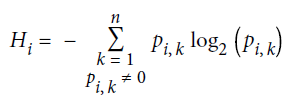 n
H_i = − Σ p_{i,k} log_2 (p_{i,k})
k = 1
p_{i,k} ≠ 0